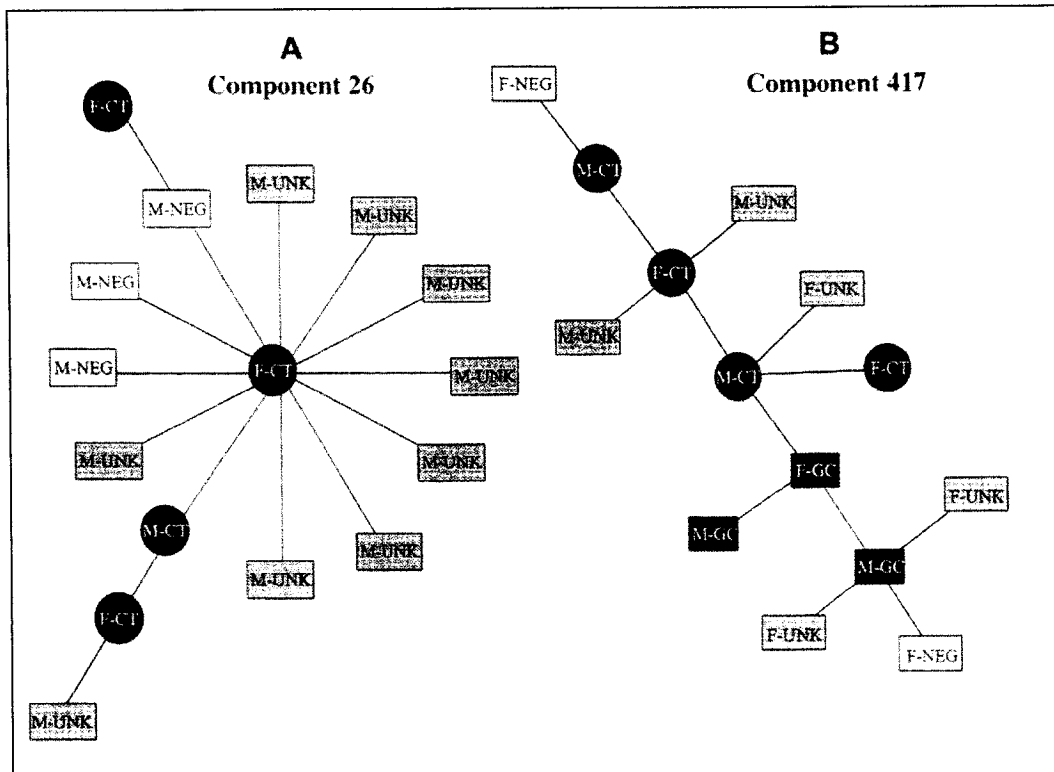 A
Component 26
F-CT
M-NEG
M-UNK
M-UNK
M-NEG
M-UNK
M-NEG
F-CT
M-UNK
M-UNK
M-UNK
M-CT
M-UNK
M-UNK
F-CT
M-UNK
B
Component 417
F-NEG
M-CT
M-UNK
F-CT
F-UNK
M-UNK
M-CT
F-CT
F-GC
F-UNK
M-GC
M-GC
F-UNK
F-NEG